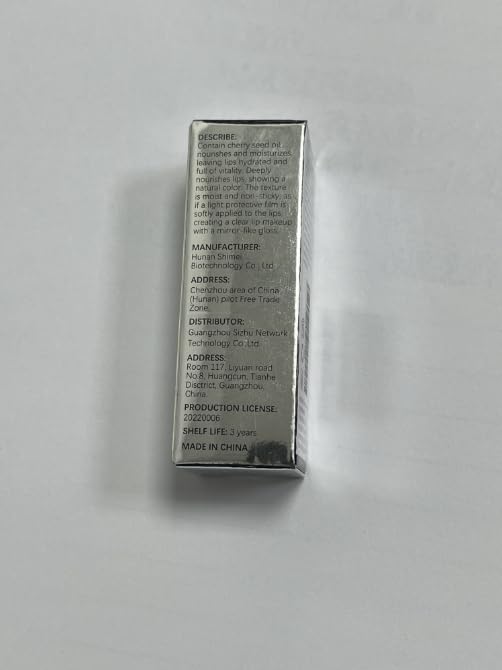 DESCRIBE:
Contain cherry seed oil,
nourishes and moisturizes,
leaving lips hydrated and
full of vitality. Deeply
nourishes lips, showing a
natural color. The texture
is moist and non-sticky, as
if a light protective film is
softly applied to the lips,
creating a clear lip makeup
with a mirror-like gloss.
MANUFACTURER:
Hunan Shimei
Biotechnology Co., Ltd
ADDRESS:
Chenzhou area of China
(Hunan) pilot Free Trade
Zone.
DISTRIBUTOR:
Guangzhou Sizhu Network
Technology Co.,Ltd.
ADDRESS:
Room 117, Liyuan road
No.8, Huangcun, Tianhe
Disctrict, Guangzhou,
China.
PRODUCTION LICENSE:
20220006
SHELF LIFE: 3 years
MADE IN CHINA